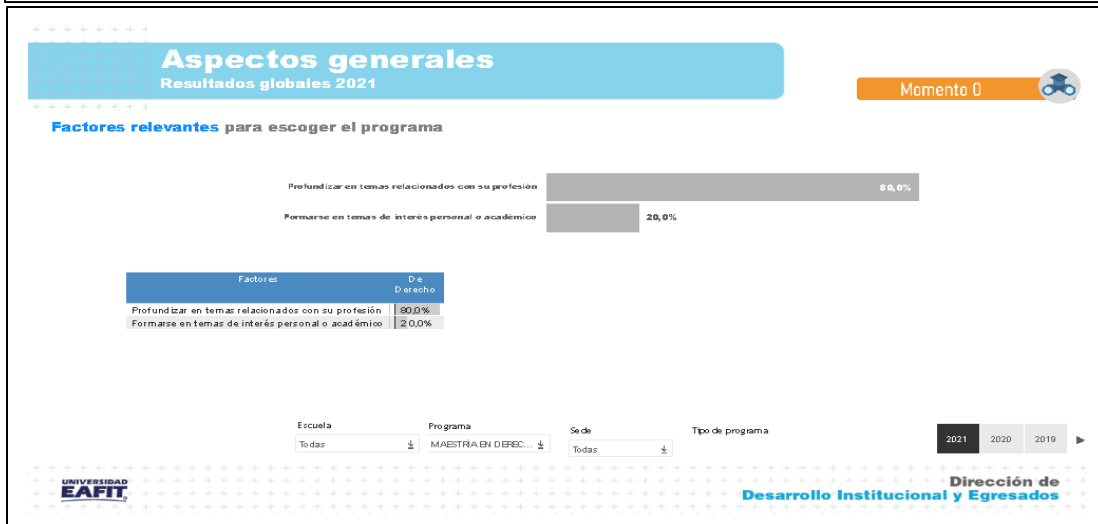 Aspectos generales
Resultados globales 2021
Momento 0
Factores relevantes para escoger el programa
Profundizar en temas relacionados con su profesión 80,0%
Formarse en temas de interés personal o académico 20,0%
Factores De
Derecho
Profundizar en temas relacionados con su profesión 80,0%
Formarse en temas de interés personal o académico 20,0%
Escuela Programa Sede Tipo de programa
Todas MAESTRÍA EN DEREC... Todas
2021 2020 2019
UNIVERSIDAD
EAFIT
Dirección de
Desarrollo Institucional y Egresados